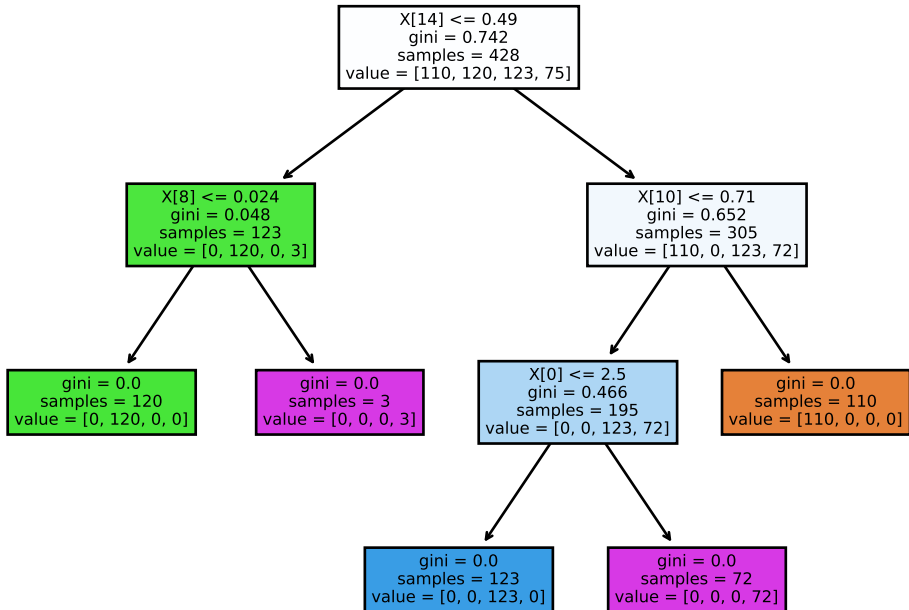 X[14] <= 0.49
gini = 0.742
samples = 428
value = [110, 120, 123, 75]
X[8] <= 0.024
gini = 0.048
samples = 123
value = [0, 120, 0, 3]
X[10] <= 0.71
gini = 0.652
samples = 305
value = [110, 0, 123, 72]
gini = 0.0
samples = 120
value = [0, 120, 0, 0]
gini = 0.0
samples = 3
value = [0, 0, 0, 3]
X[0] <= 2.5
gini = 0.466
samples = 195
value = [0, 0, 123, 72]
gini = 0.0
samples = 110
value = [110, 0, 0, 0]
gini = 0.0
samples = 123
value = [0, 0, 123, 0]
gini = 0.0
samples = 72
value = [0, 0, 0, 72]